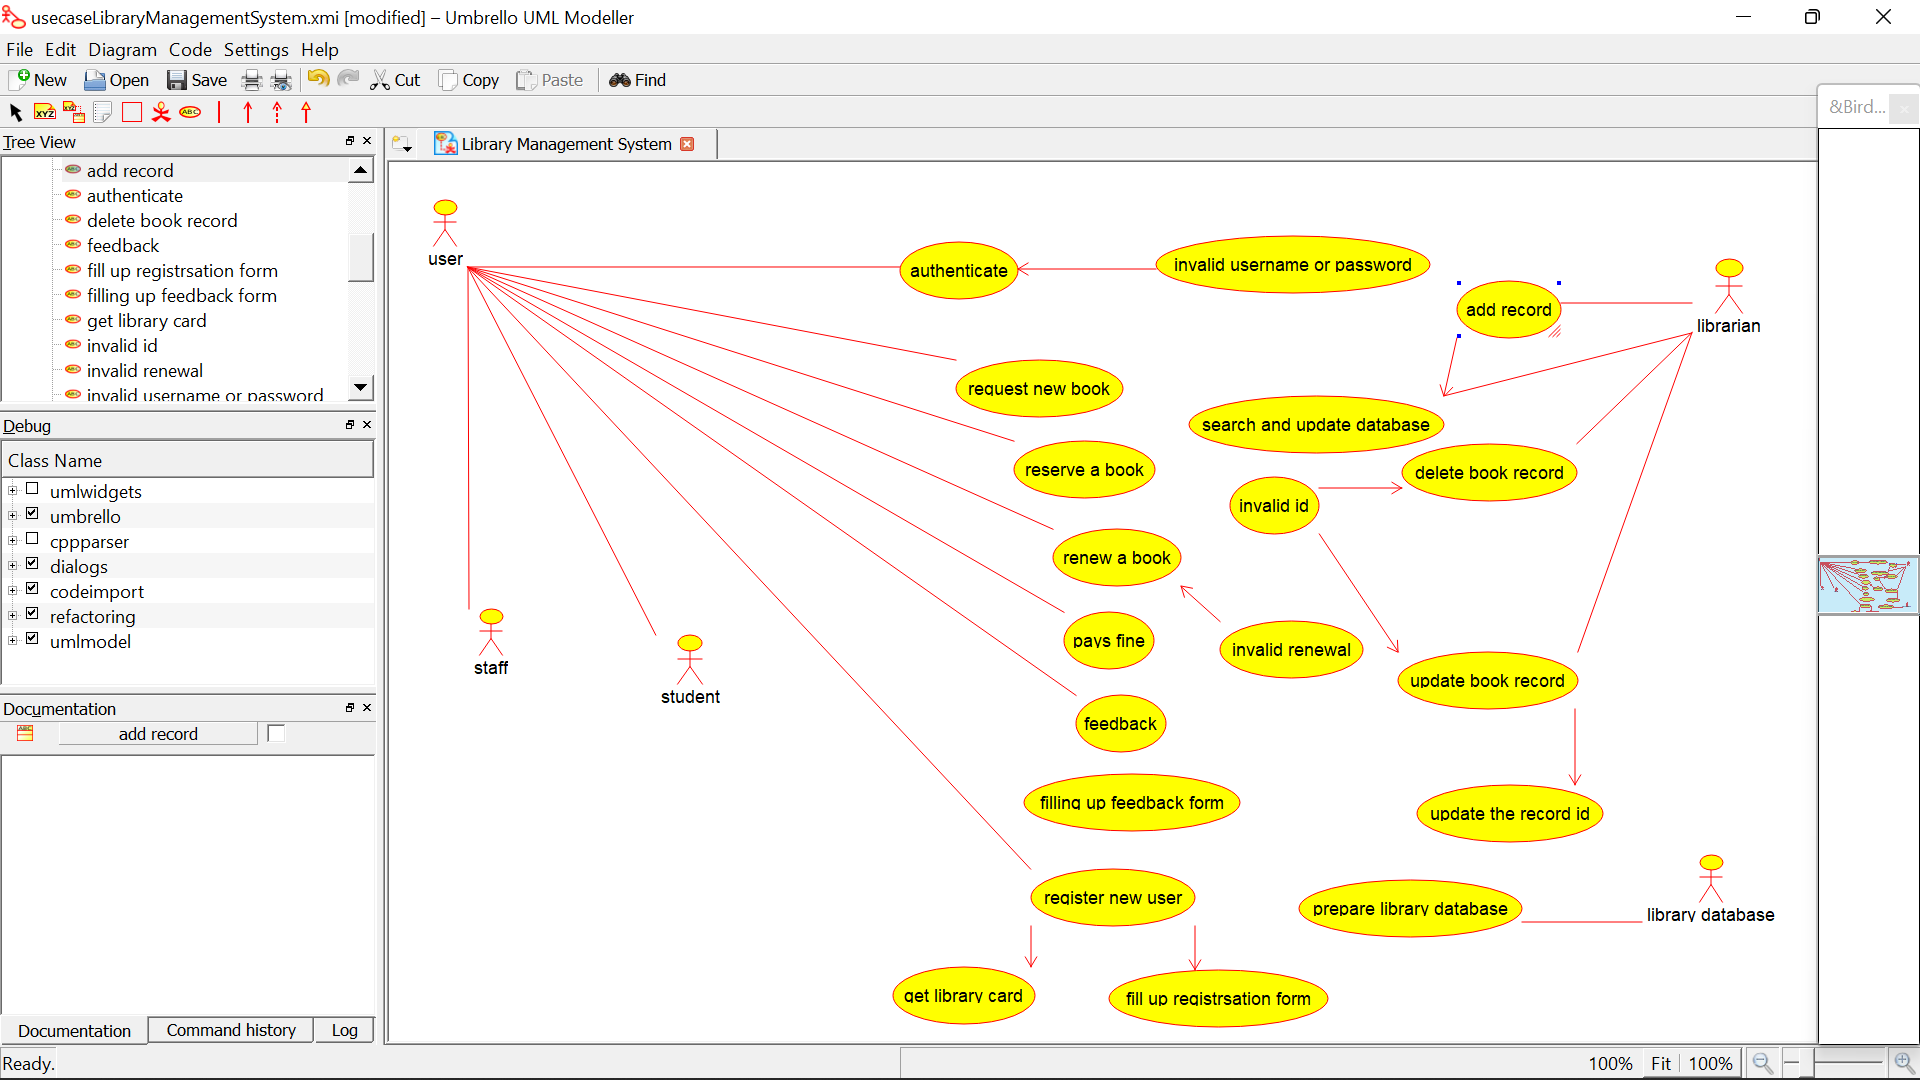 usecaseLibraryManagementSystem.xmi [modified] – Umbrello UML Modeller
File Edit Diagram Code Settings Help
New Open Save Cut Copy Paste Find
XYZ XYZ ABC
&Bird...
Tree View
add record
authenticate
delete book record
feedback
fill up registrsation form
filling up feedback form
get library card
invalid id
invalid renewal
invalid username or password
Debug
Class Name
umlwidgets
umbrello
cppparser
dialogs
codeimport
refactoring
umlmodel
Documentation
add record
Documentation Command history Log
Ready.
Library Management System
user
authenticate
invalid username or password
add record
librarian
request new book
search and update database
reserve a book
delete book record
invalid id
renew a book
pays fine
invalid renewal
staff
student
update book record
feedback
filling up feedback form
update the record id
register new user
prepare library database
library database
get library card
fill up registrsation form
100% Fit 100%